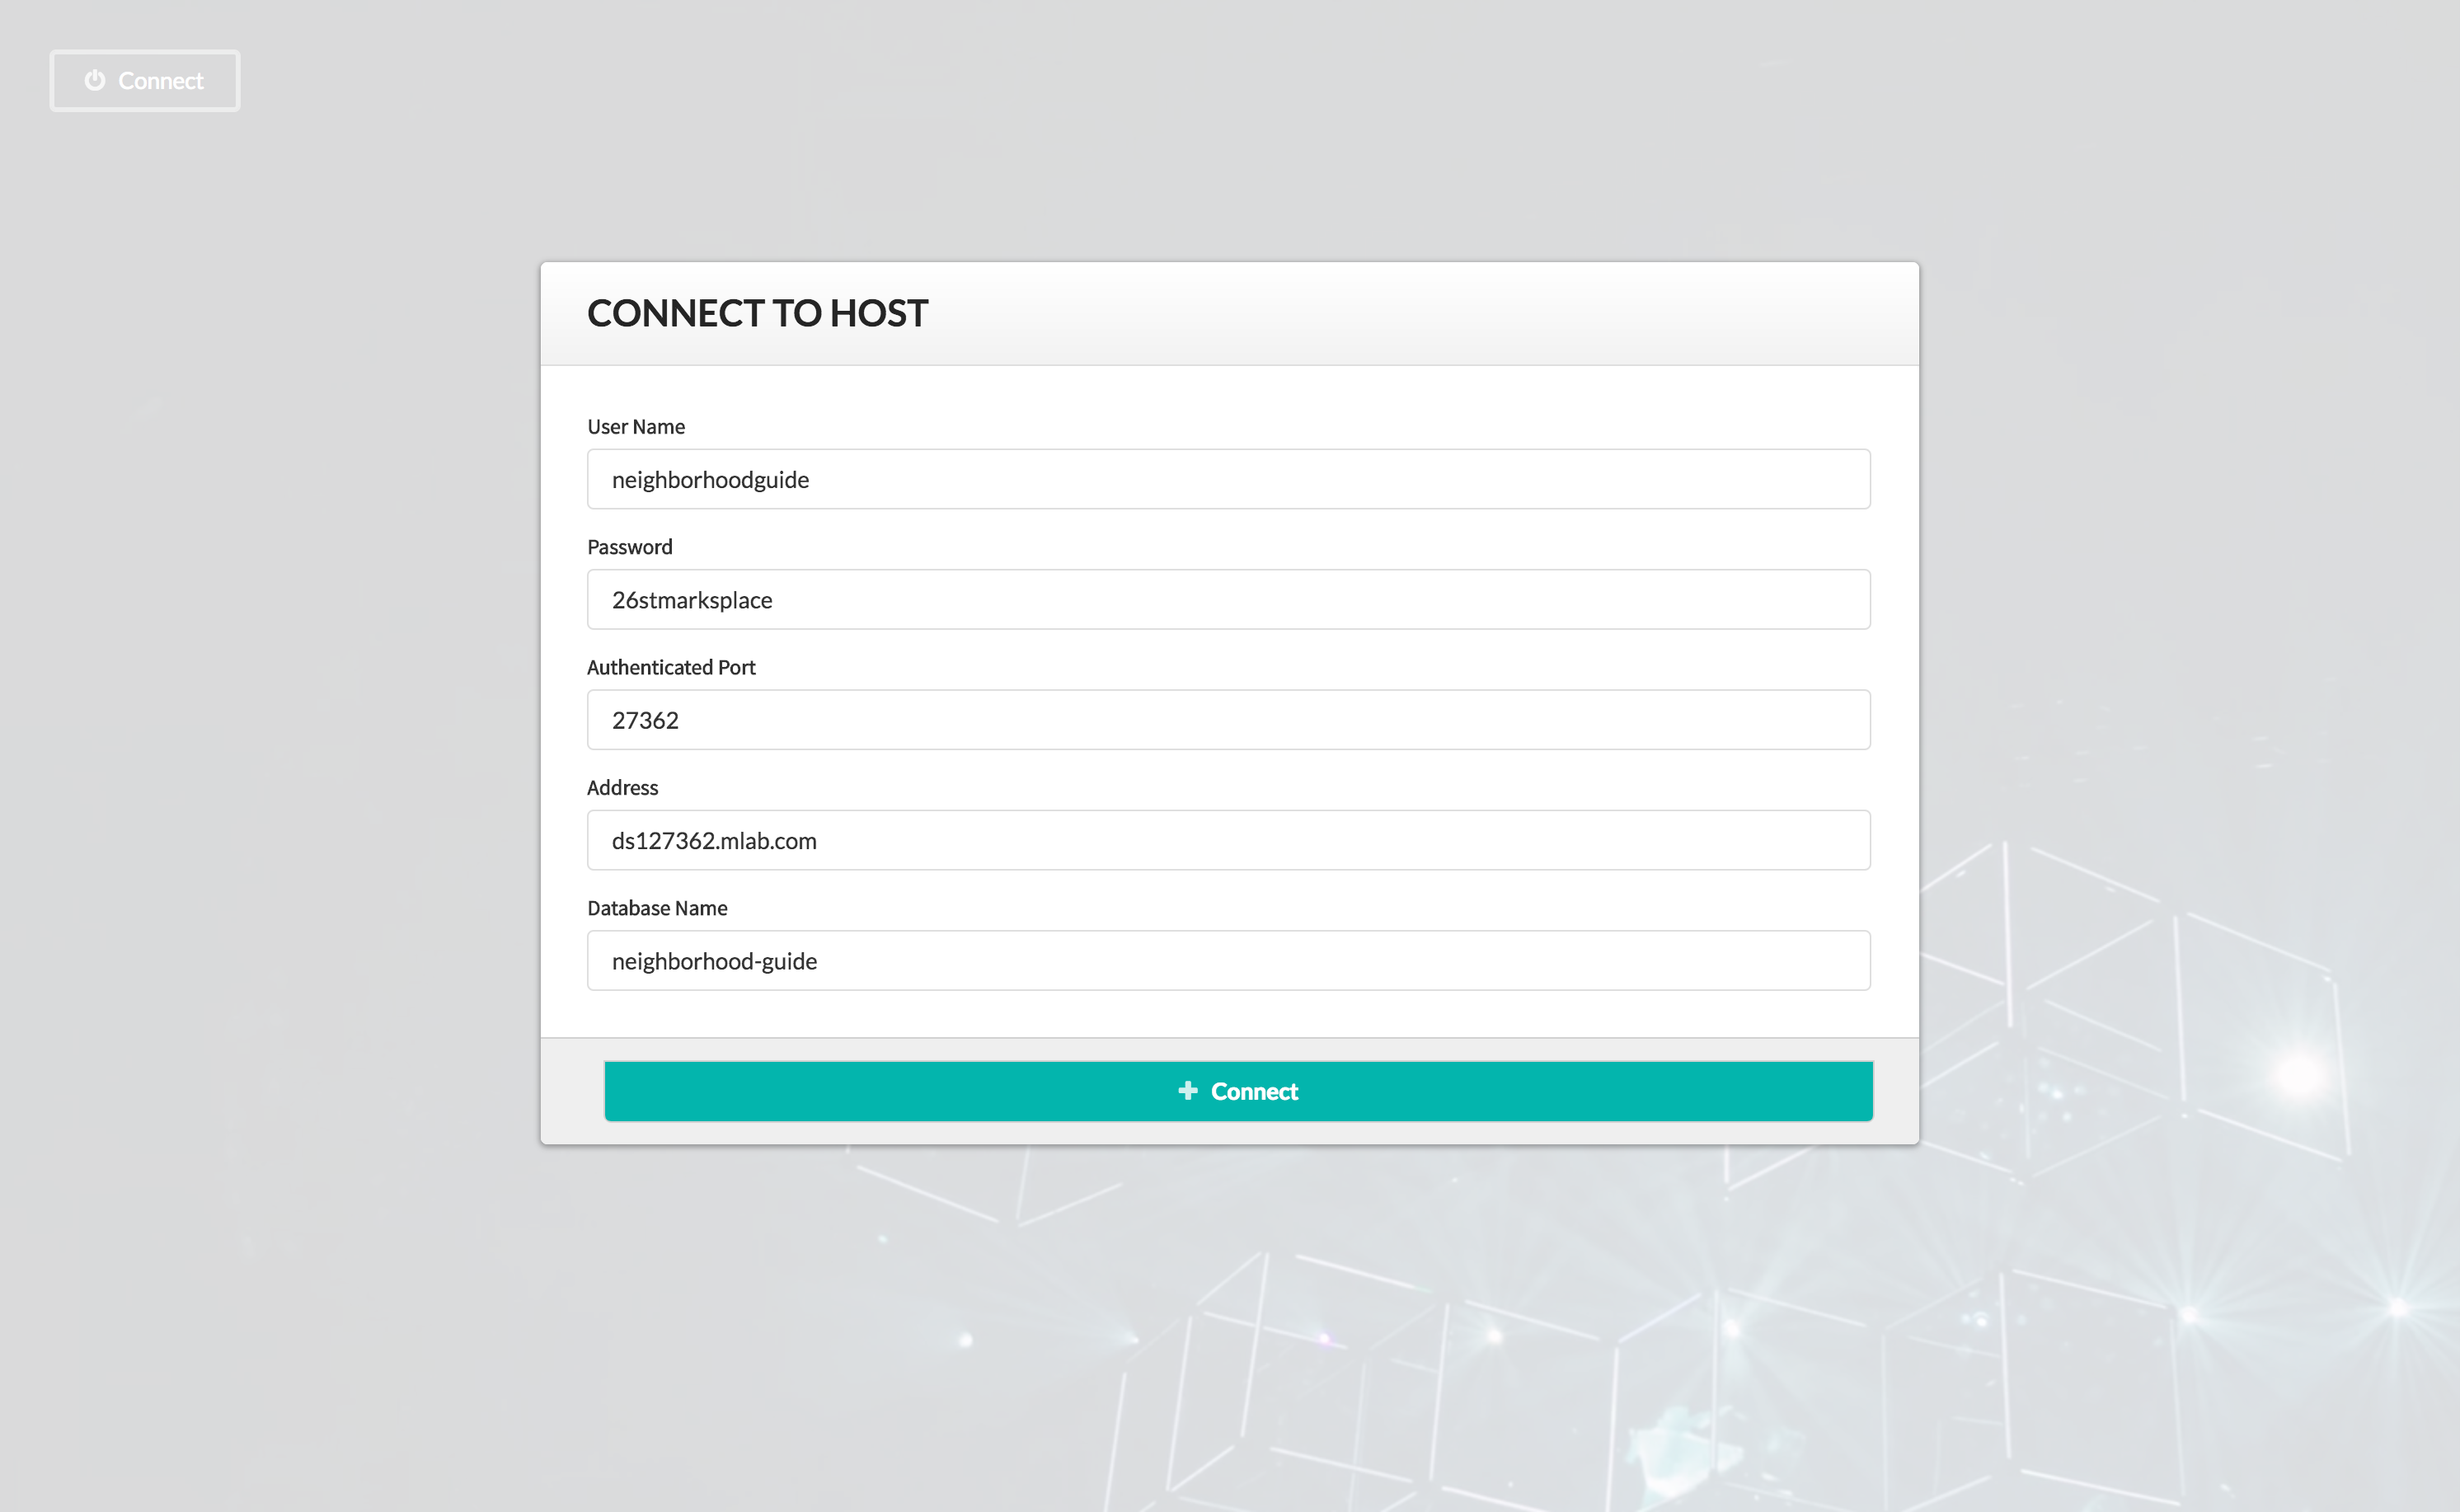 Connect
CONNECT TO HOST
User Name
neighborhoodguide
Password
26stmarksplace
Authenticated Port
27362
Address
ds127362.mlab.com
Database Name
neighborhood-guide
Connect